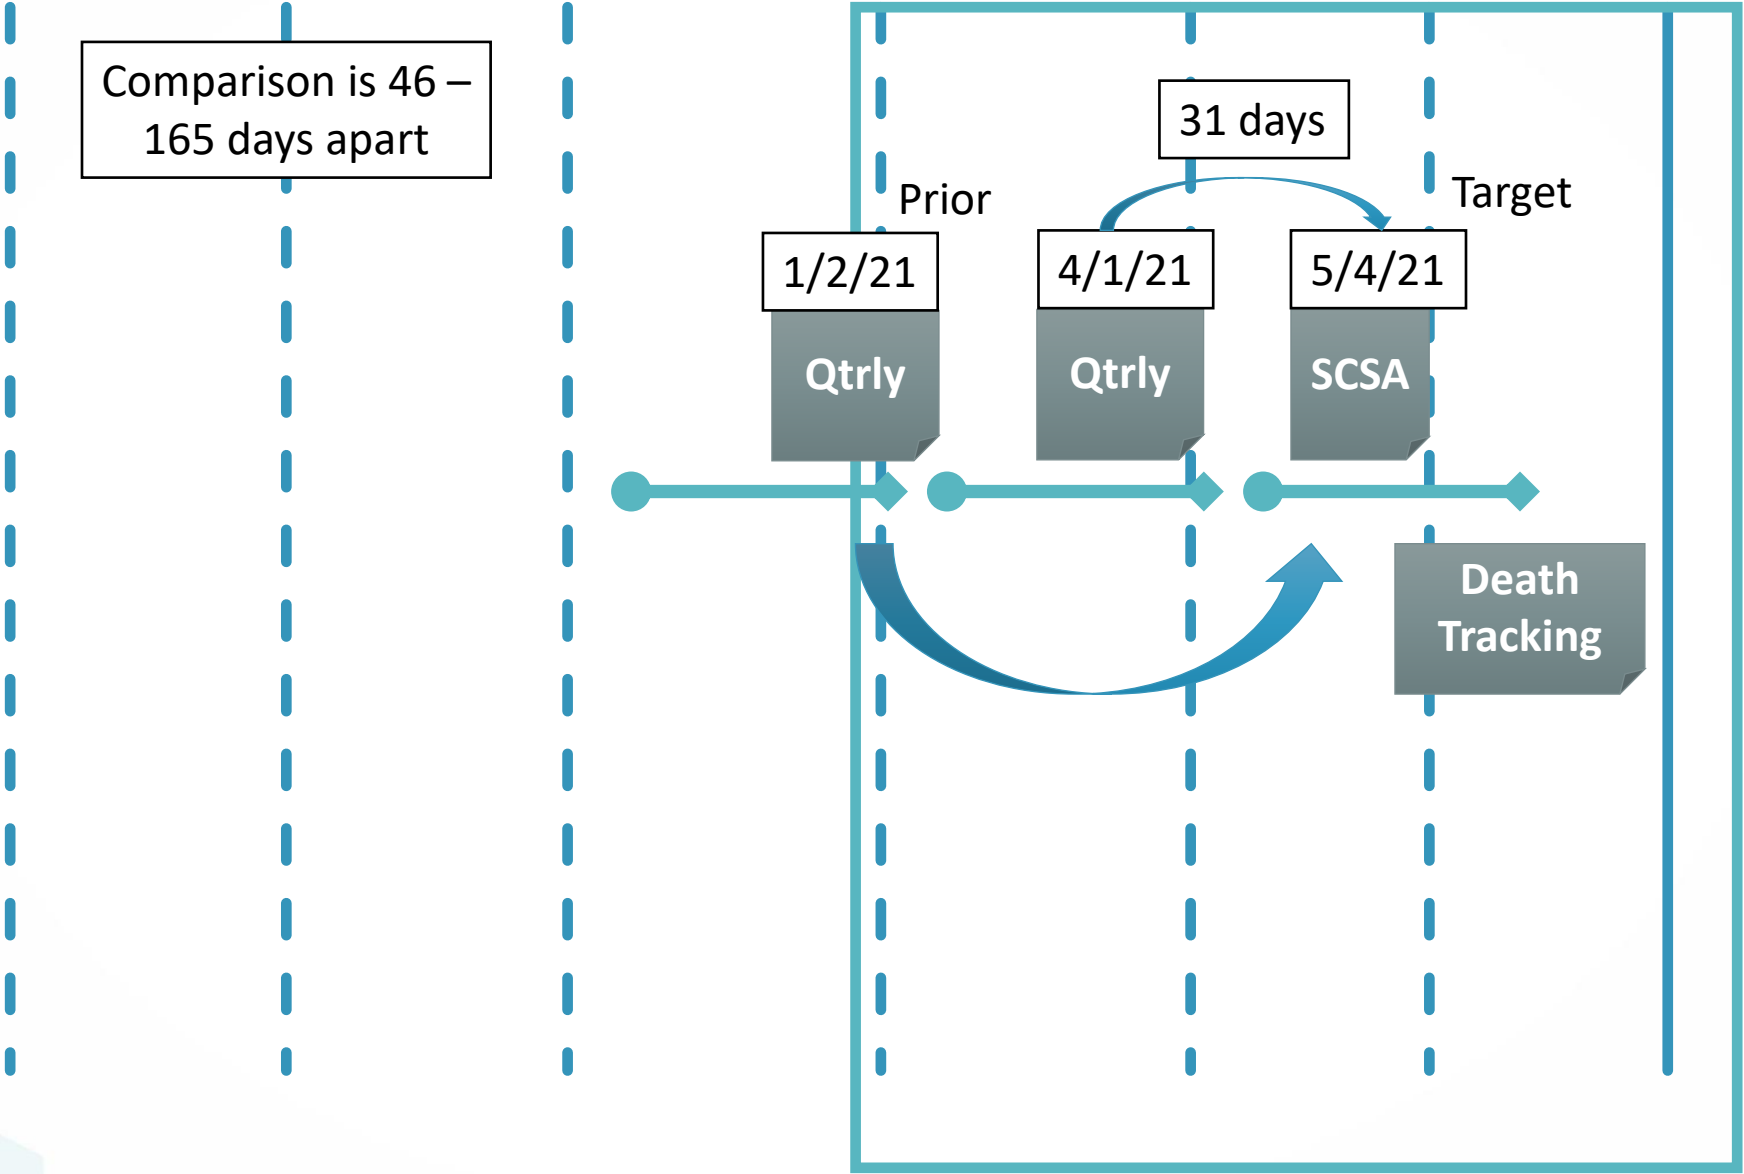 Comparison is 46 –
165 days apart
31 days
Prior
Target
1/2/21
4/1/21
5/4/21
Qtrly
Qtrly
SCSA
Death
Tracking